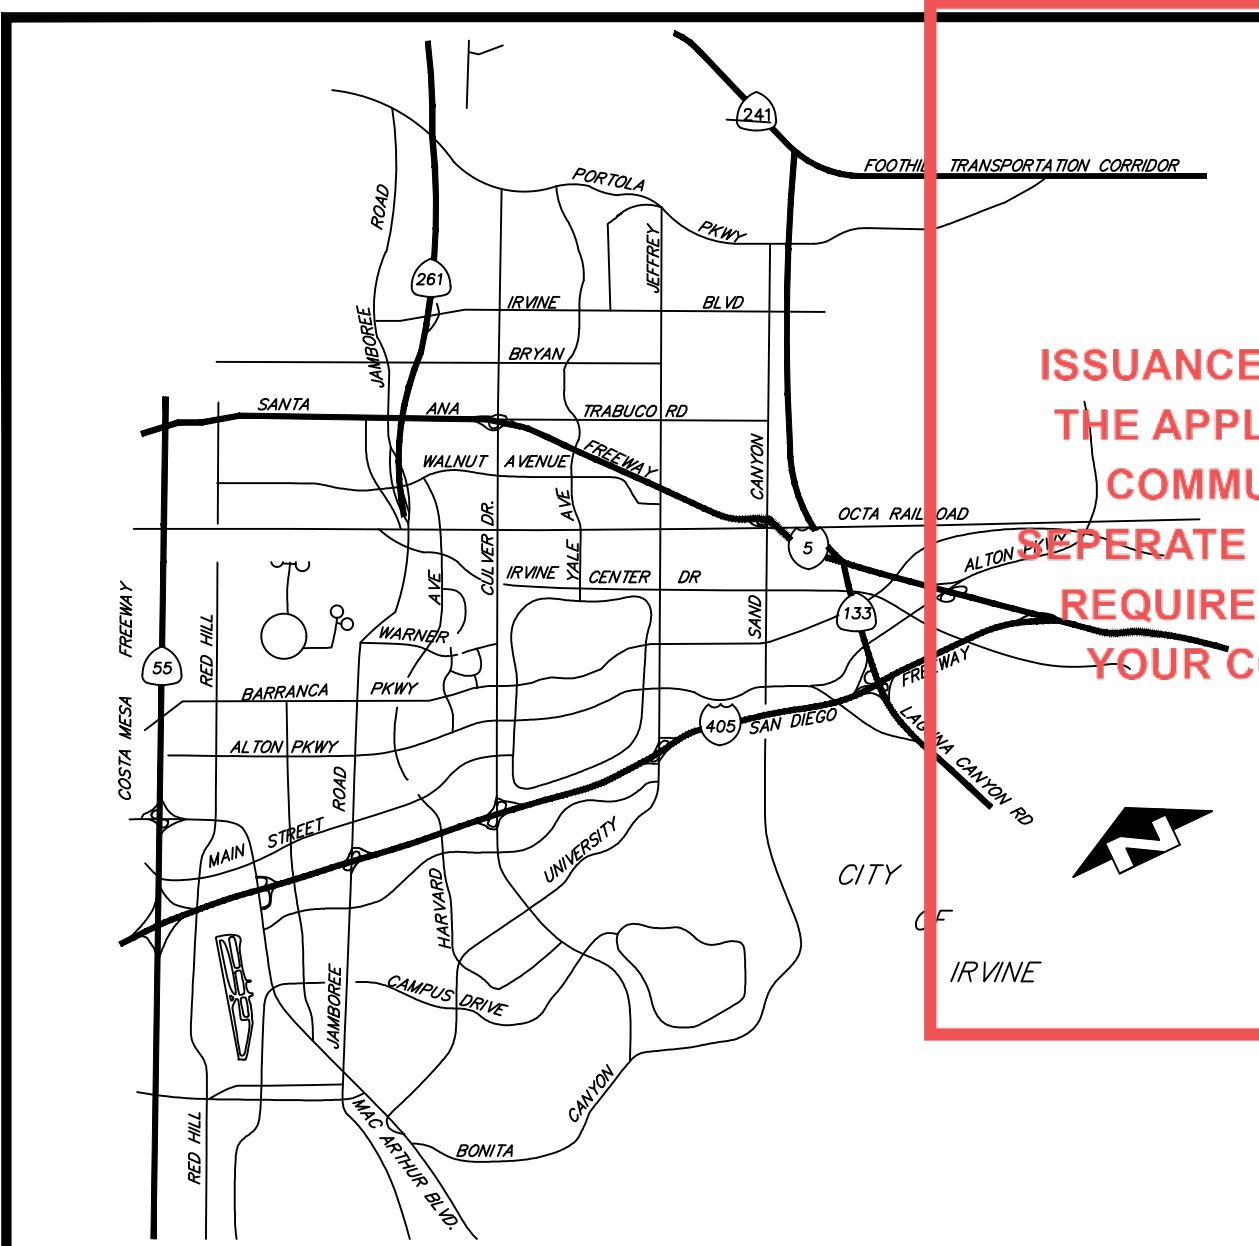 241
FOOTHILL TRANSPORTATION CORRIDOR
PORTOLA
PKWY
ROAD
JEFFREY
261
IRVINE BLVD
JAMBOREE
BRYAN
ISSUANCE
SANTA ANA FREEWAY
TRABUCO RD
THE APPL
WALNUT AVENUE
CANYON
COMMU
YALE AVE
CULVER DR.
OCTA RAILROAD
5
ALTON PKWY
SEPERATE
IRVINE CENTER DR
AVE
FREEWAY
RED HILL
SAND
133
REQUIRE
WARNER
55
YOUR CO
FREEWAY
BARRANCA PKWY
COSTA MESA
405
SAN DIEGO
LAGUNA CANYON RD
ALTON PKWY
ROAD
MAIN STREET
UNIVERSITY
HARVARD
CITY
OF
IRVINE
N
JAMBOREE
CAMPUS DRIVE
CANYON
RED HILL
MAC ARTHUR BLVD.
BONITA